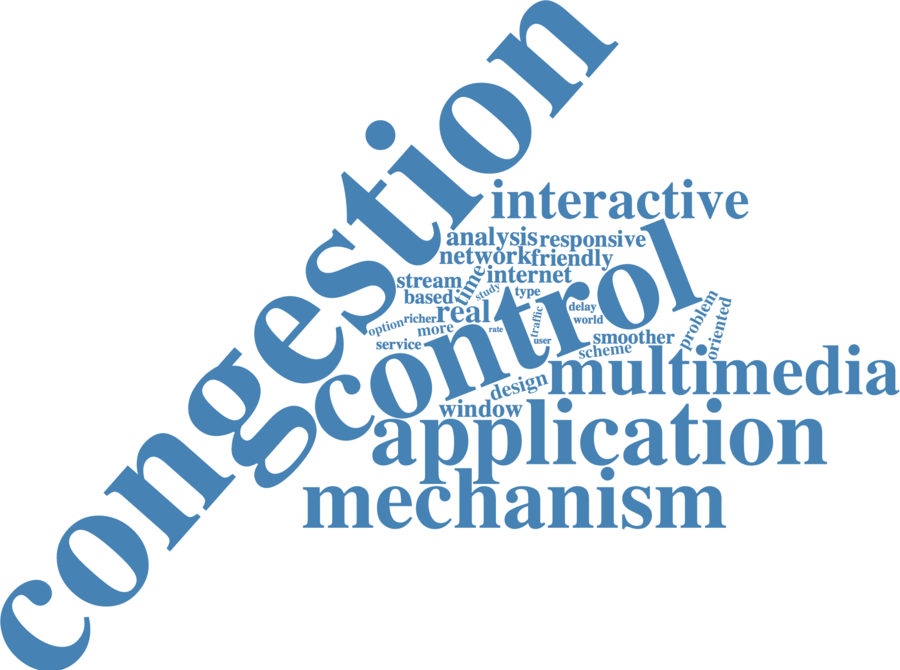 congestion
interactive
analysis
responsive
network
friendly
time
internet
stream
study
type
based
real
delay
traffic
world
option
richer
more
rate
user
service
control
smoother
scheme
problem
oriented
design
multimedia
window
application
mechanism